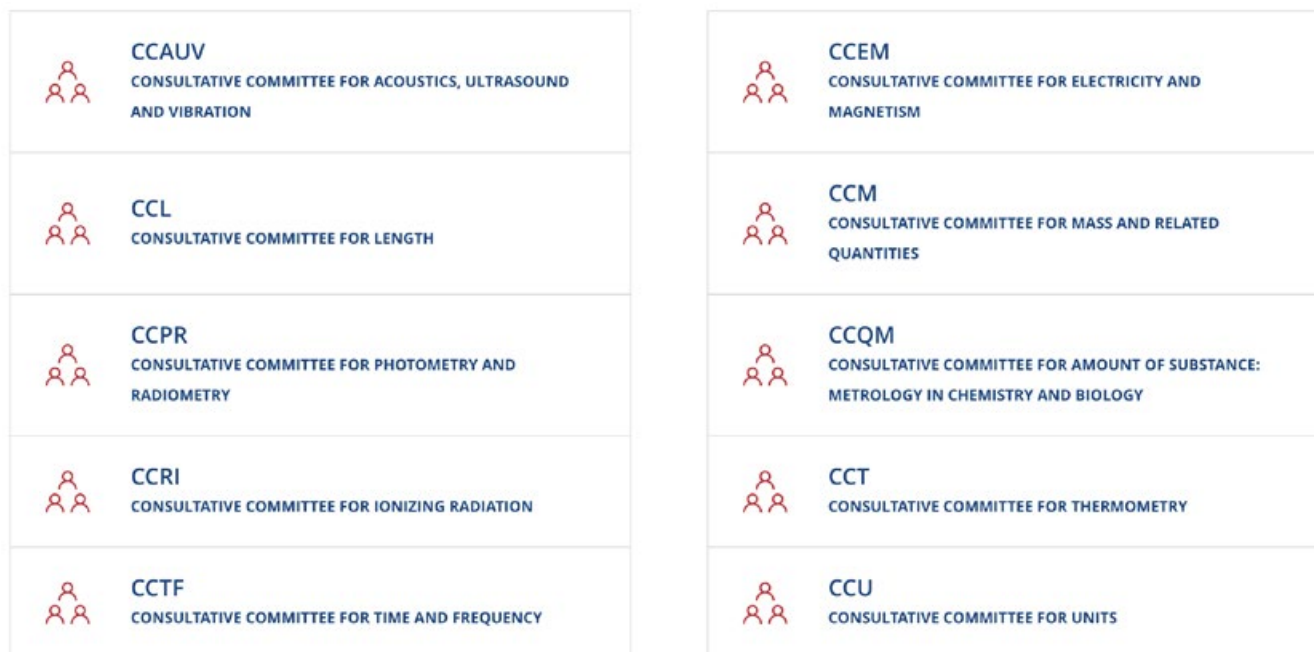 CCAUV
CONSULTATIVE COMMITTEE FOR ACOUSTICS, ULTRASOUND
AND VIBRATION
CCEM
CONSULTATIVE COMMITTEE FOR ELECTRICITY AND
MAGNETISM
CCL
CONSULTATIVE COMMITTEE FOR LENGTH
CCM
CONSULTATIVE COMMITTEE FOR MASS AND RELATED
QUANTITIES
CCPR
CONSULTATIVE COMMITTEE FOR PHOTOMETRY AND
RADIOMETRY
CCQM
CONSULTATIVE COMMITTEE FOR AMOUNT OF SUBSTANCE:
METROLOGY IN CHEMISTRY AND BIOLOGY
CCRI
CONSULTATIVE COMMITTEE FOR IONIZING RADIATION
CCT
CONSULTATIVE COMMITTEE FOR THERMOMETRY
CCTF
CONSULTATIVE COMMITTEE FOR TIME AND FREQUENCY
CCU
CONSULTATIVE COMMITTEE FOR UNITS